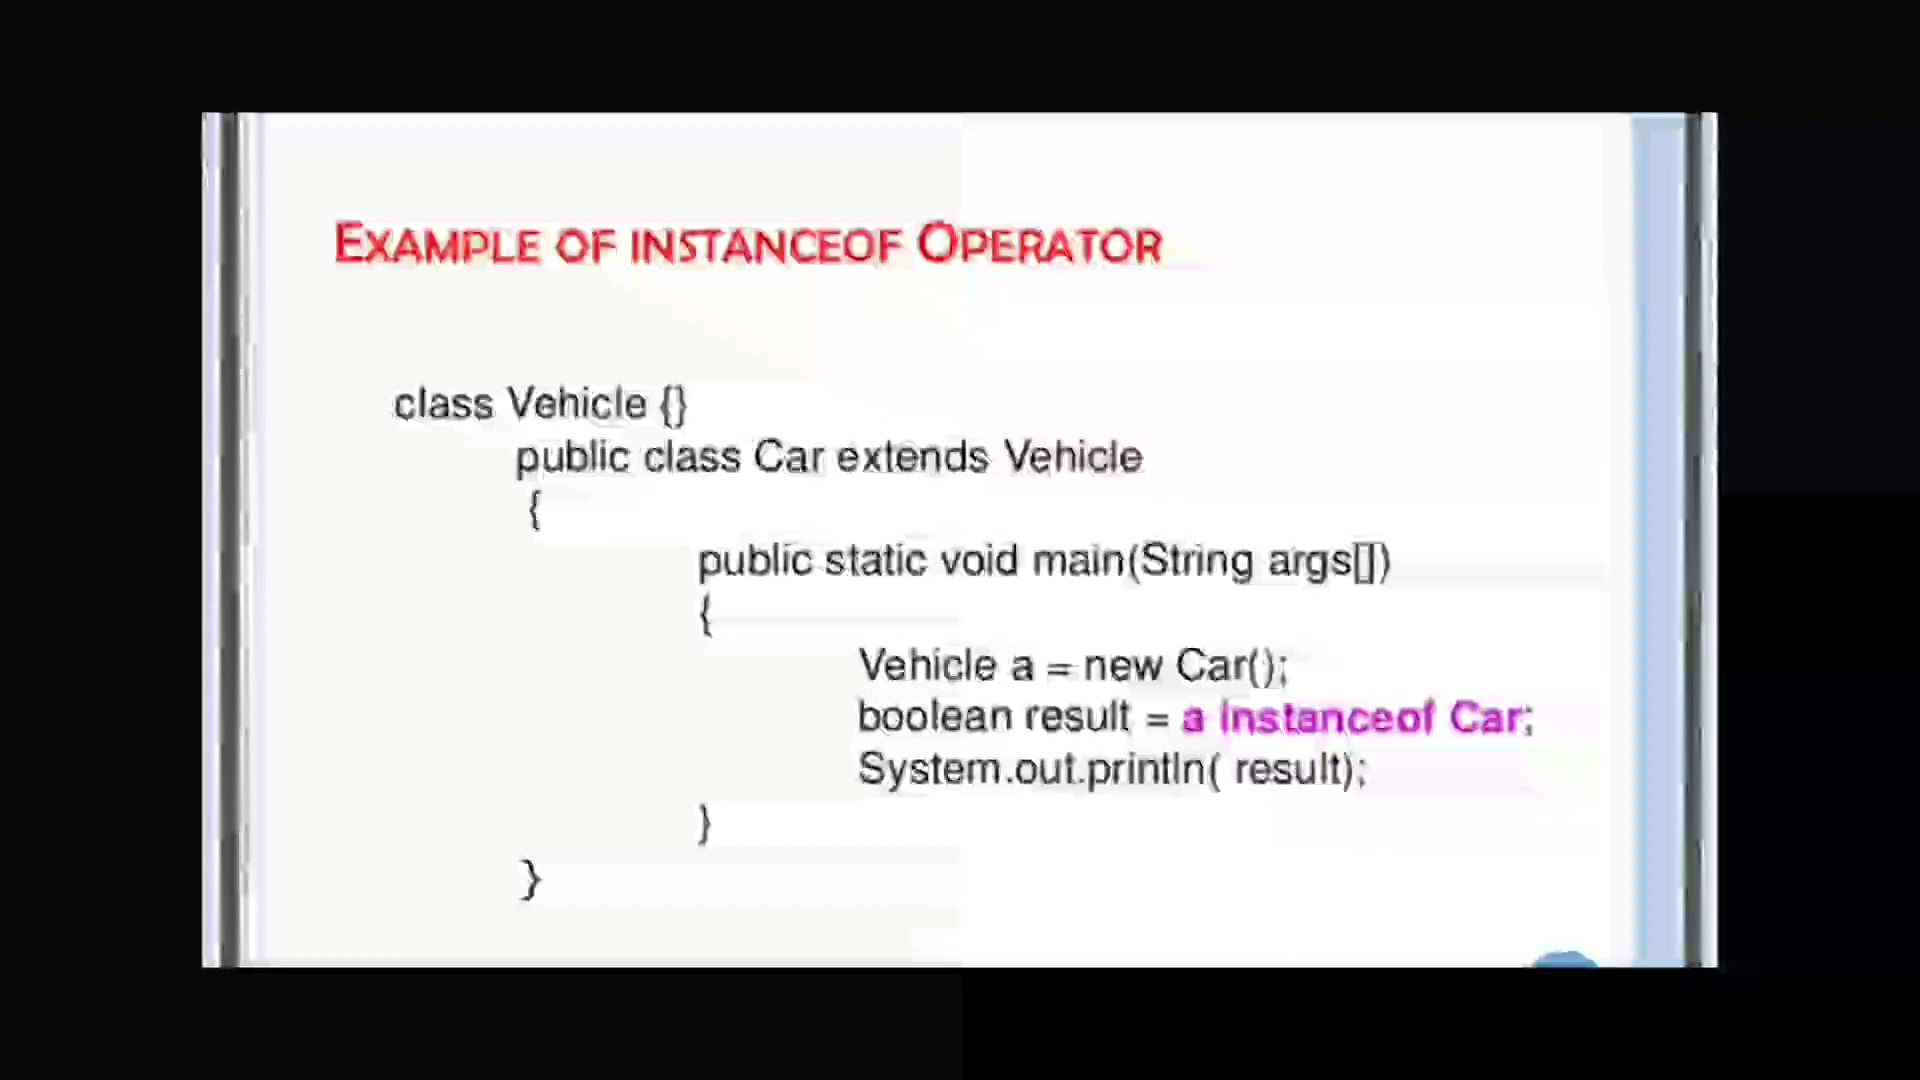 EXAMPLE OF INSTANCEOF OPERATOR
class Vehicle {}
public class Car extends Vehicle
{
public static void main(String args[])
{
Vehicle a = new Car();
boolean result = a instanceof Car;
System.out.println( result);
}
}